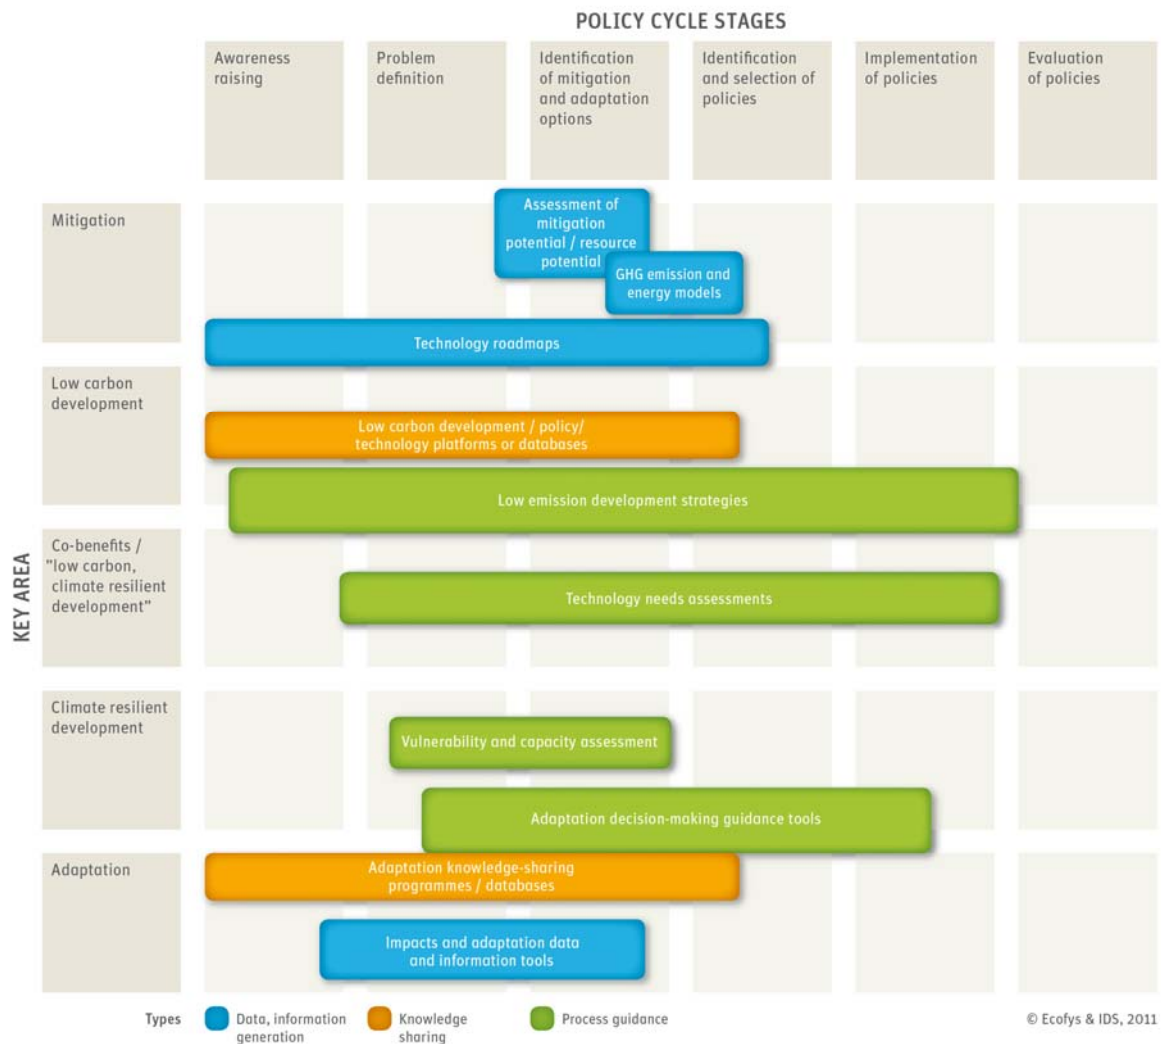 POLICY CYCLE STAGES
Awareness
raising
Problem
definition
Identification
of mitigation
and adaptation
options
Identification
and selection of
policies
Implementation
of policies
Evaluation
of policies
KEY AREA
Mitigation
Assessment of
mitigation
potential / resource
potential
GHG emission and
energy models
Technology roadmaps
Low carbon
development
Low carbon development / policy/
technology platforms or databases
Low emission development strategies
Co-benefits /
"low carbon,
climate resilient
development"
Technology needs assessments
Climate resilient
development
Vulnerability and capacity assessment
Adaptation decision-making guidance tools
Adaptation
Adaptation knowledge-sharing
programmes / databases
Impacts and adaptation data
and information tools
Types
Data, information
generation
Knowledge
sharing
Process guidance
© Ecofys & IDS, 2011